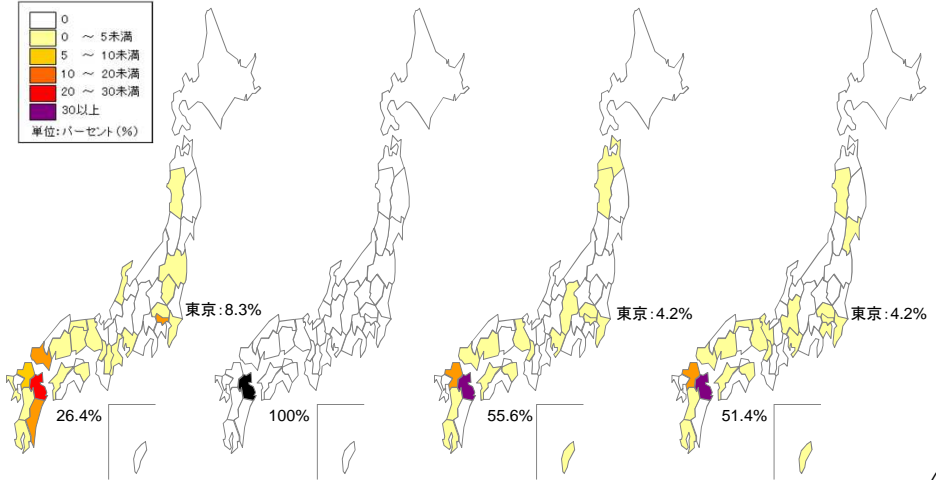 0
0 ～ 5未満
5 ～ 10未満
10 ～ 20未満
20 ～ 30未満
30以上
単位：パーセント（%）
東京：8.3%
26.4%
100%
東京：4.2%
55.6%
東京：4.2%
51.4%